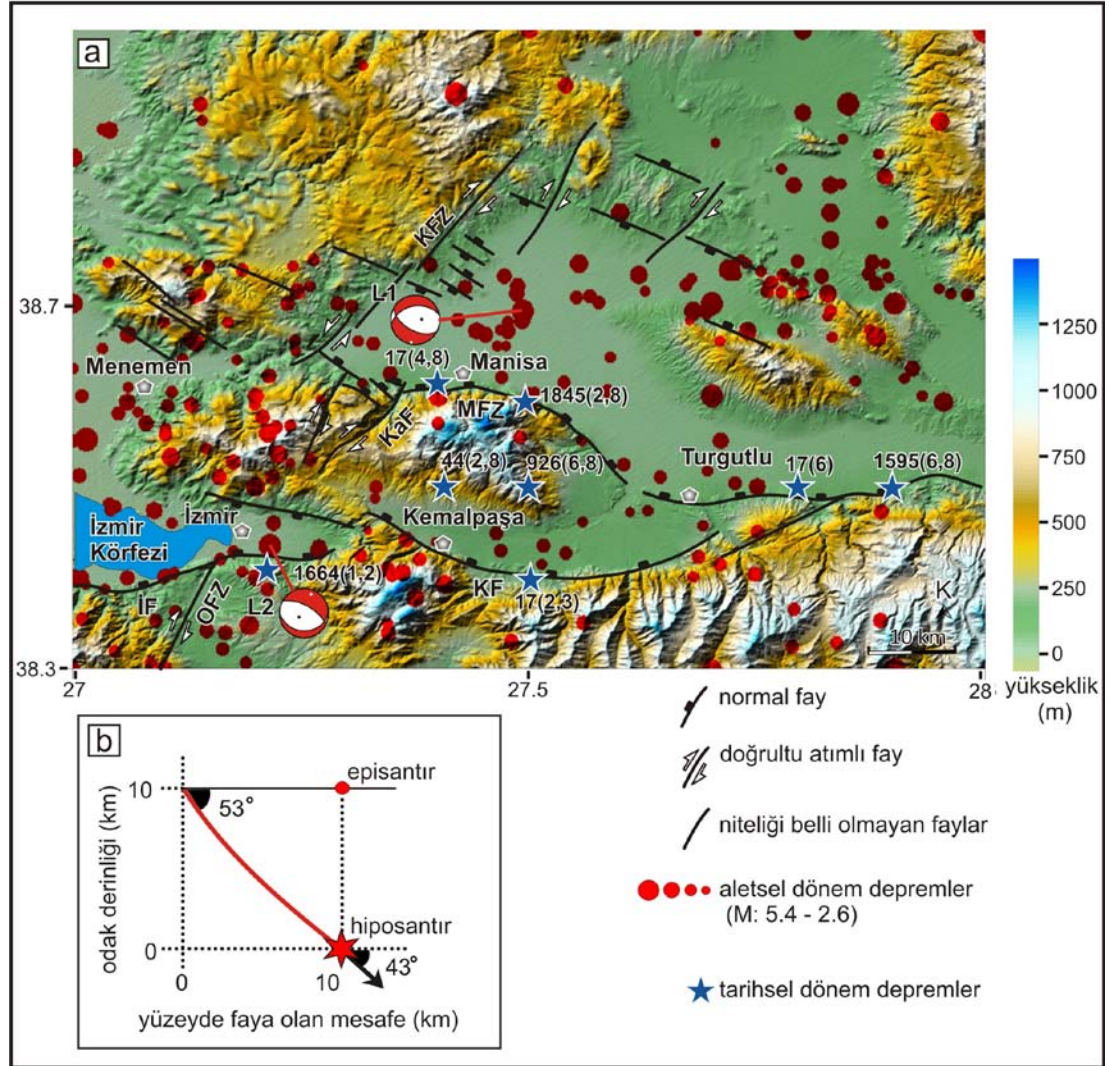 a
KFZ
L1
38.7
Menemen
17(4,8)
Manisa
1845(2,8)
MFZ
KaF
44(2,8)
926(6,8)
Turgutlu
17(6)
1595(6,8)
İzmir Körfezi
İzmir
Kemalpaşa
1664(1,2)
KF
17(2,3)
İF
OFZ
L2
K
10 km
38.3
27
27.5
28
1250
1000
750
500
250
0
yükseklik
(m)
normal fay
doğrultu atımlı fay
niteliği belli olmayan faylar
aletsel dönem depremler
(M: 5.4 - 2.6)
tarihsel dönem depremler
b
odak derinliği (km)
10
53°
episantır
hiposantır
0
43°
0
10
yüzeyde faya olan mesafe (km)